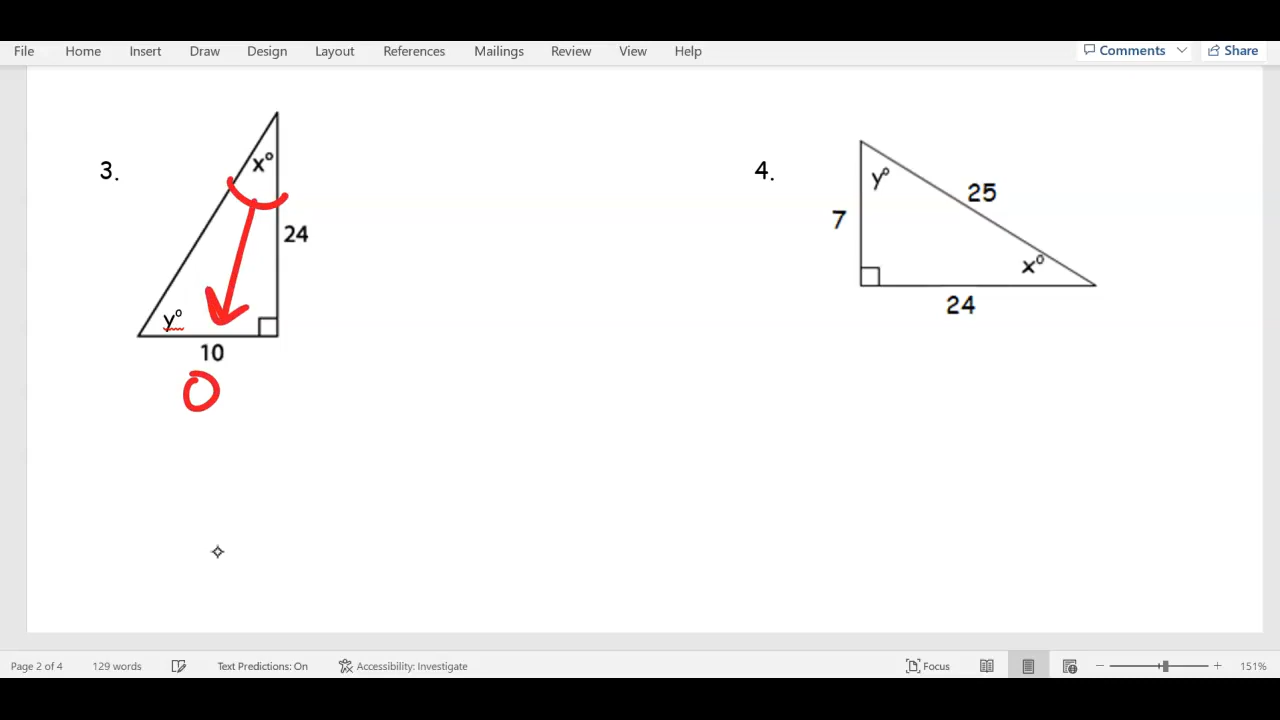 File Home Insert Draw Design Layout References Mailings Review View Help Comments Share
3.
x°
24
y°
10
O
4.
y°
25
7
x°
24
Page 2 of 4 129 words Text Predictions: On Accessibility: Investigate Focus 151%